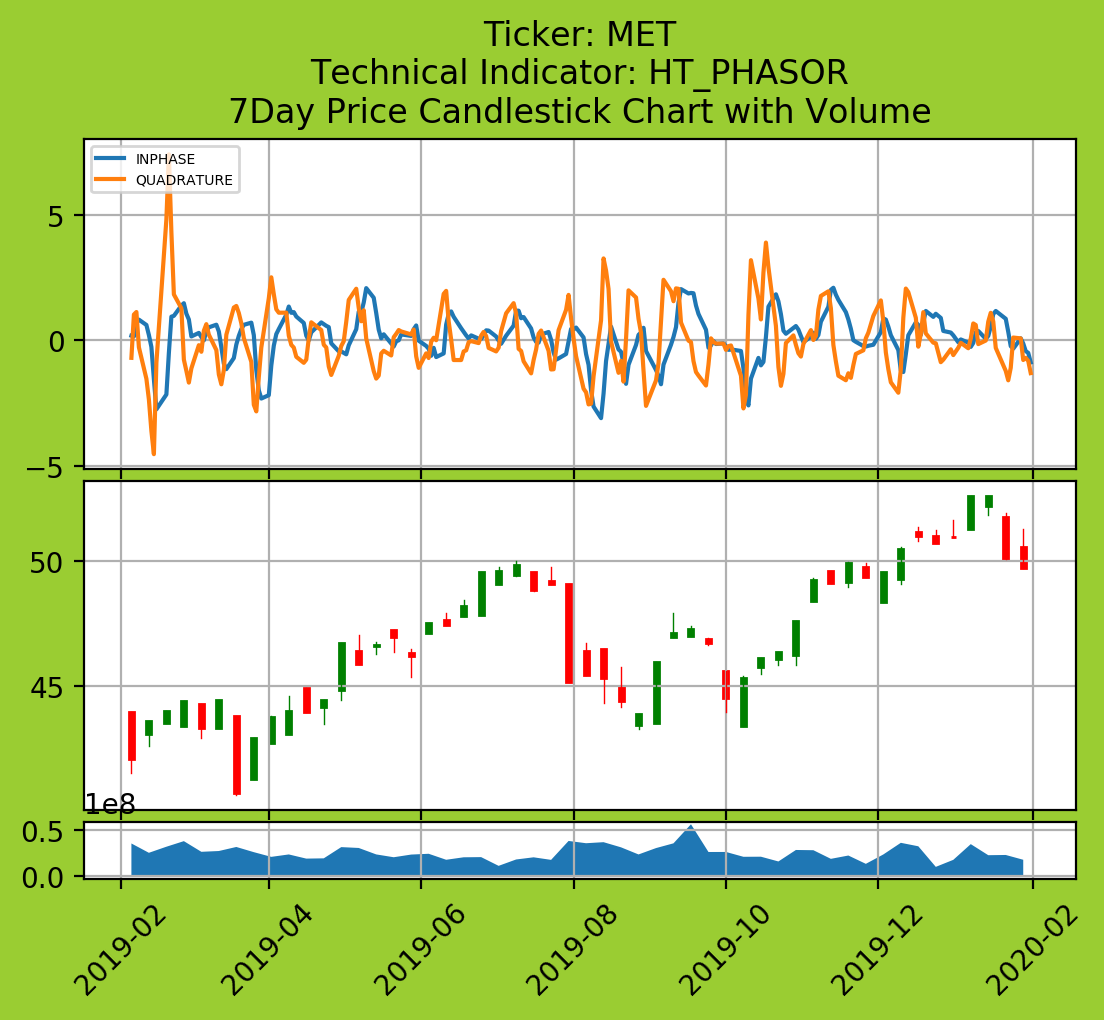 Ticker: MET
Technical Indicator: HT_PHASOR
7Day Price Candlestick Chart with Volume
INPHASE
QUADRATURE
5
0
−5
50
45
1e8
0.5
0.0
2019-02
2019-04
2019-06
2019-08
2019-10
2019-12
2020-02